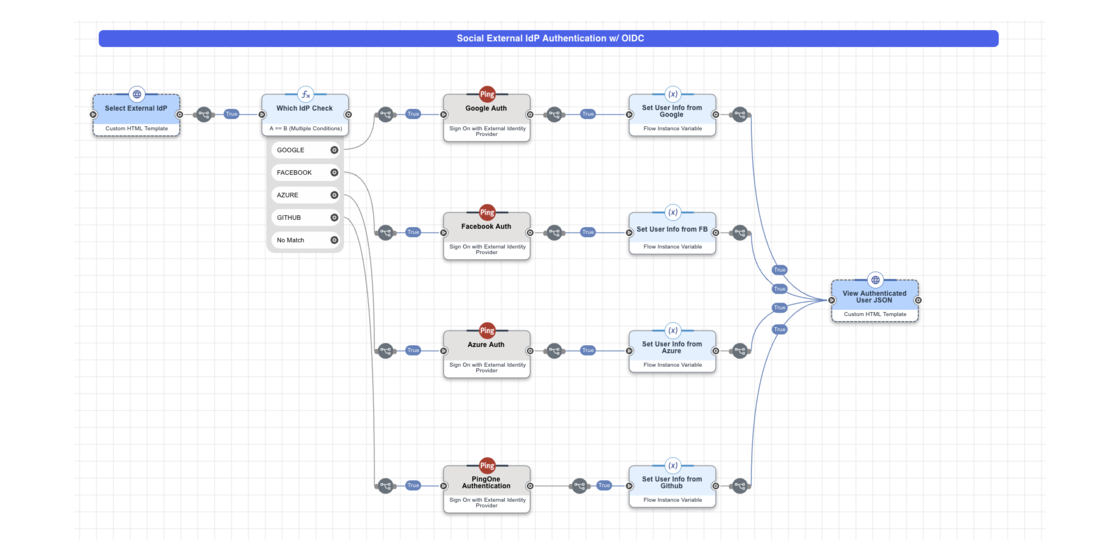 Social External IdP Authentication w/ OIDC
Select External IdP
Custom HTML Template
True
Which IdP Check
A == B (Multiple Conditions)
GOOGLE
FACEBOOK
AZURE
GITHUB
No Match
True
Ping
Google Auth
Sign On with External Identity
Provider
True
(x)
Set User Info from
Google
Flow Instance Variable
True
Ping
Facebook Auth
Sign On with External Identity
Provider
True
(x)
Set User Info from FB
Flow Instance Variable
True
Ping
Azure Auth
Sign On with External Identity
Provider
True
(x)
Set User Info from
Azure
Flow Instance Variable
True
Ping
PingOne
Authentication
Sign On with External Identity
Provider
True
(x)
Set User Info from
Github
Flow Instance Variable
True
True
True
True
View Authenticated
User JSON
Custom HTML Template